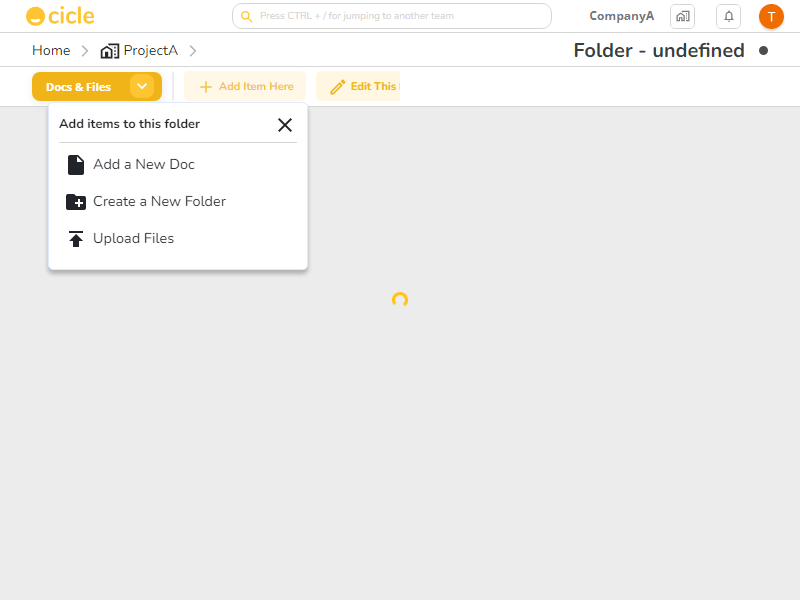 cicle
Press CTRL + / for jumping to another team
CompanyA
T
Home
ProjectA
Folder - undefined
Docs & Files
Add Item Here
Edit This
Add items to this folder
Add a New Doc
Create a New Folder
Upload Files